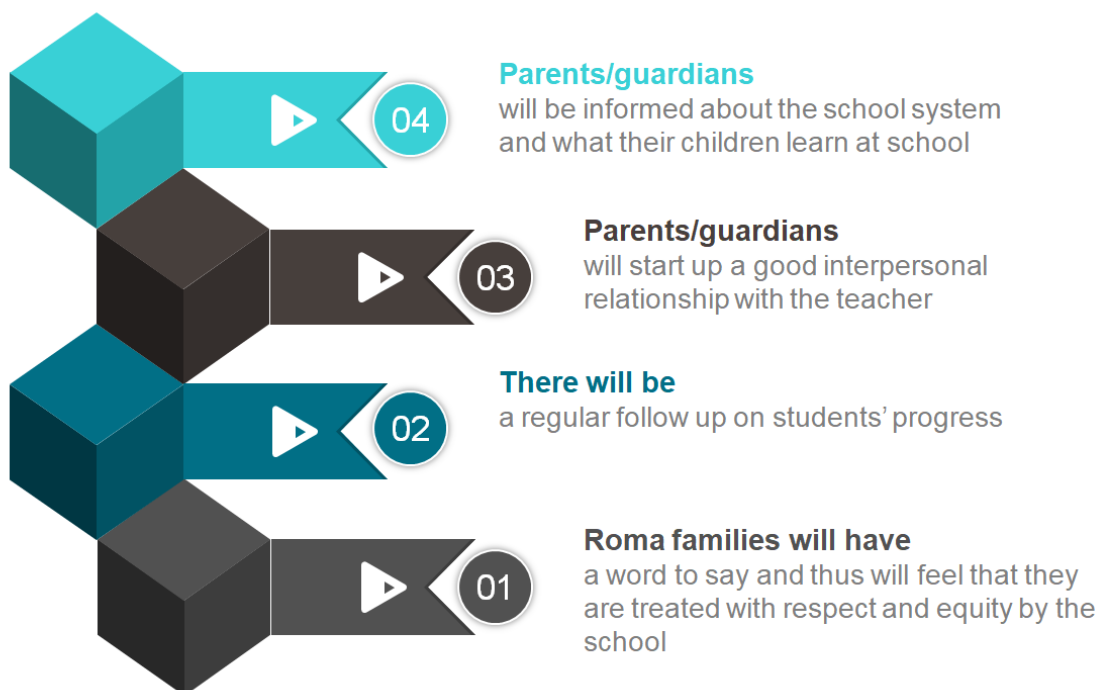 04
Parents/guardians
will be informed about the school system
and what their children learn at school
03
Parents/guardians
will start up a good interpersonal
relationship with the teacher
02
There will be
a regular follow up on students’ progress
01
Roma families will have
a word to say and thus will feel that they
are treated with respect and equity by the
school